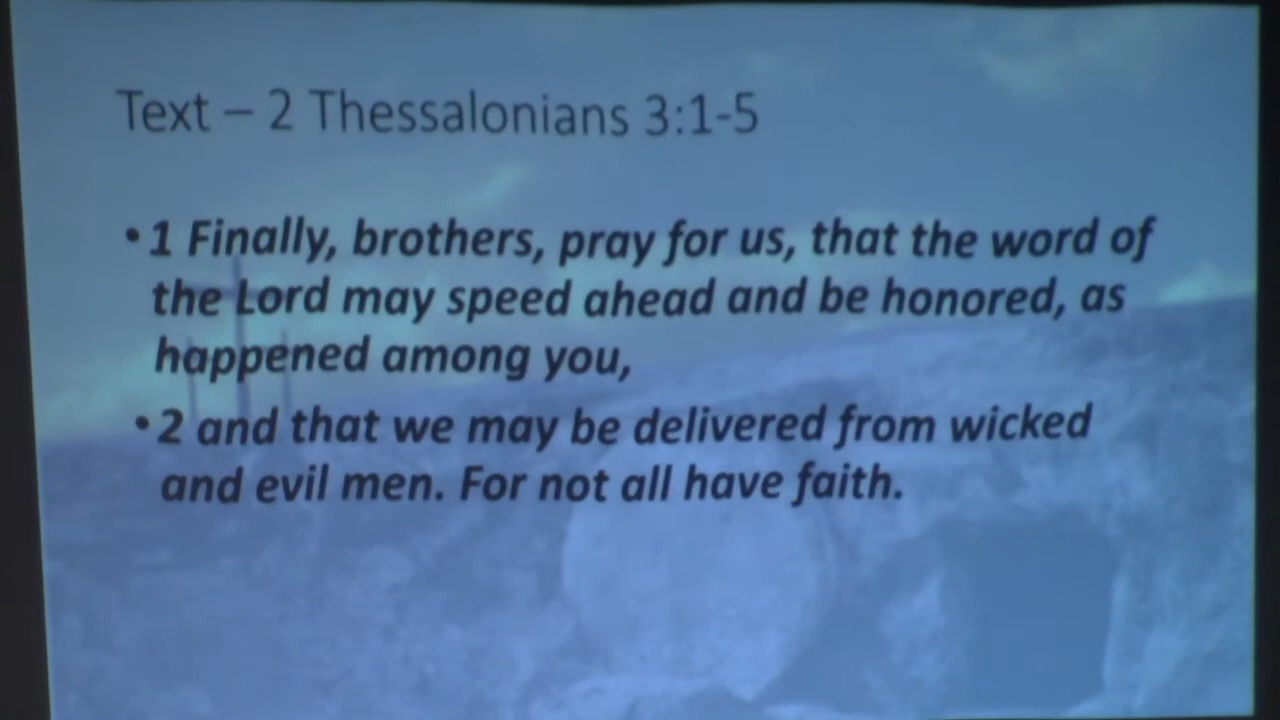 Text – 2 Thessalonians 3:1-5
• 1 Finally, brothers, pray for us, that the word of
the Lord may speed ahead and be honored, as
happened among you,
• 2 and that we may be delivered from wicked
and evil men. For not all have faith.